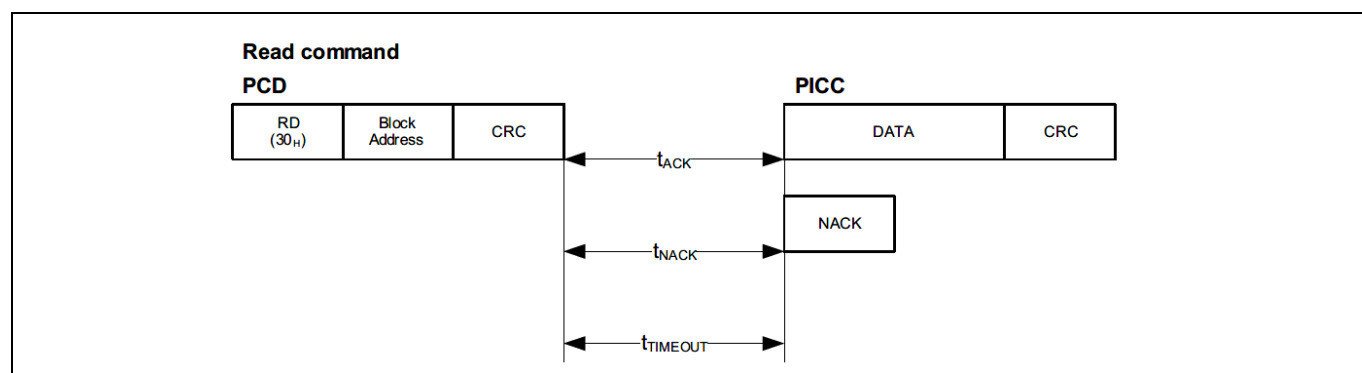 Read command
PCD
PICC
RD
(30H)
Block
Address
CRC
DATA
CRC
tACK
NACK
tNACK
tTIMEOUT